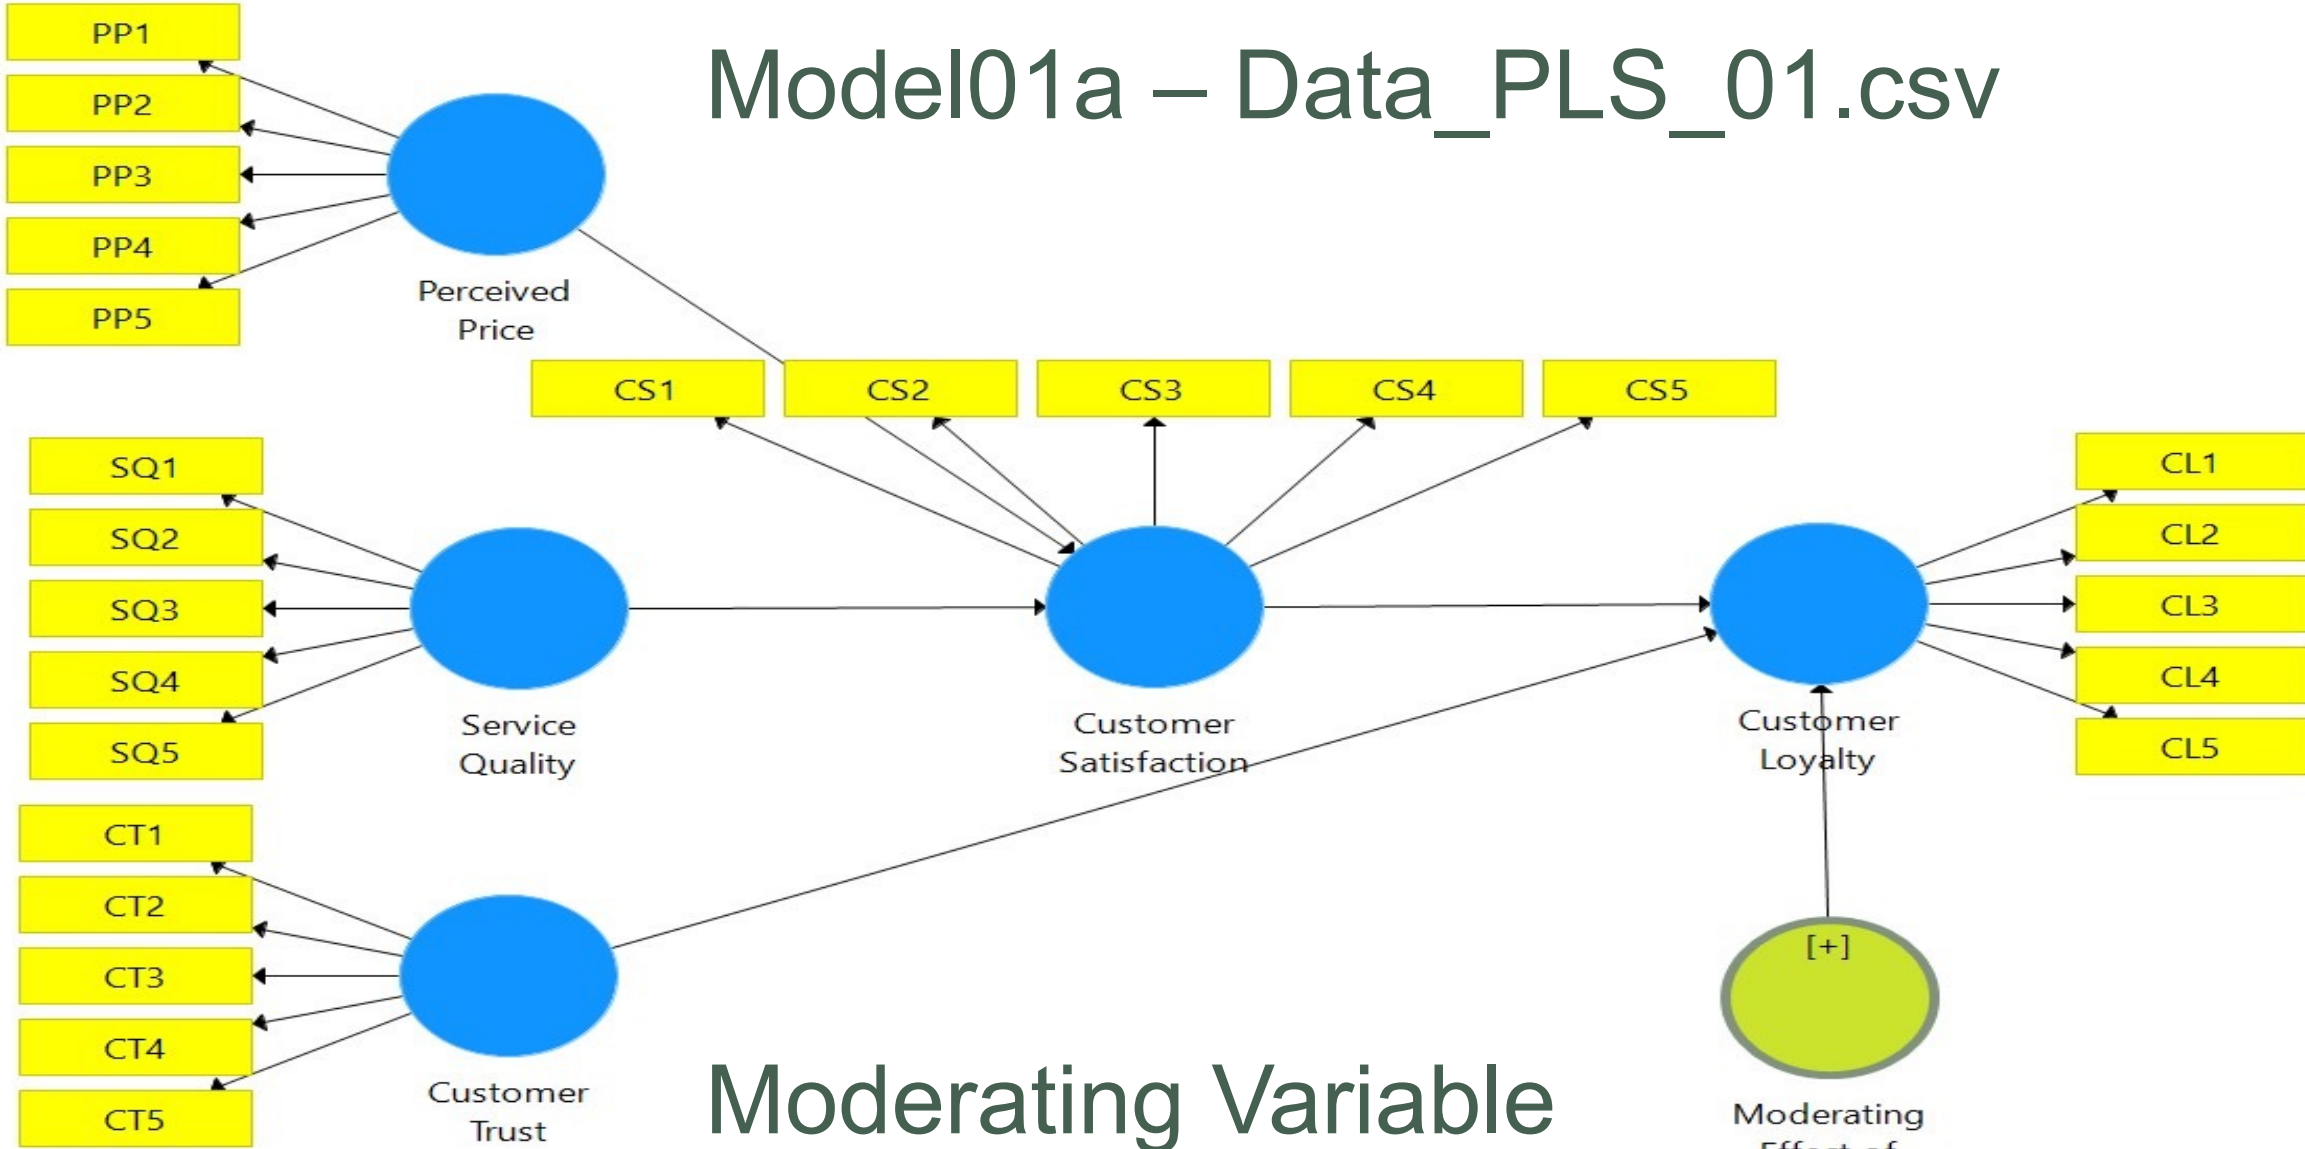 Model01a – Data_PLS_01.csv
PP1
PP2
PP3
PP4
PP5
Perceived
Price
CS1
CS2
CS3
CS4
CS5
SQ1
SQ2
SQ3
SQ4
SQ5
Service
Quality
Customer
Satisfaction
Customer
Loyalty
CL1
CL2
CL3
CL4
CL5
CT1
CT2
CT3
CT4
CT5
Customer
Trust
[+]
Moderating
Effect of
Moderating Variable